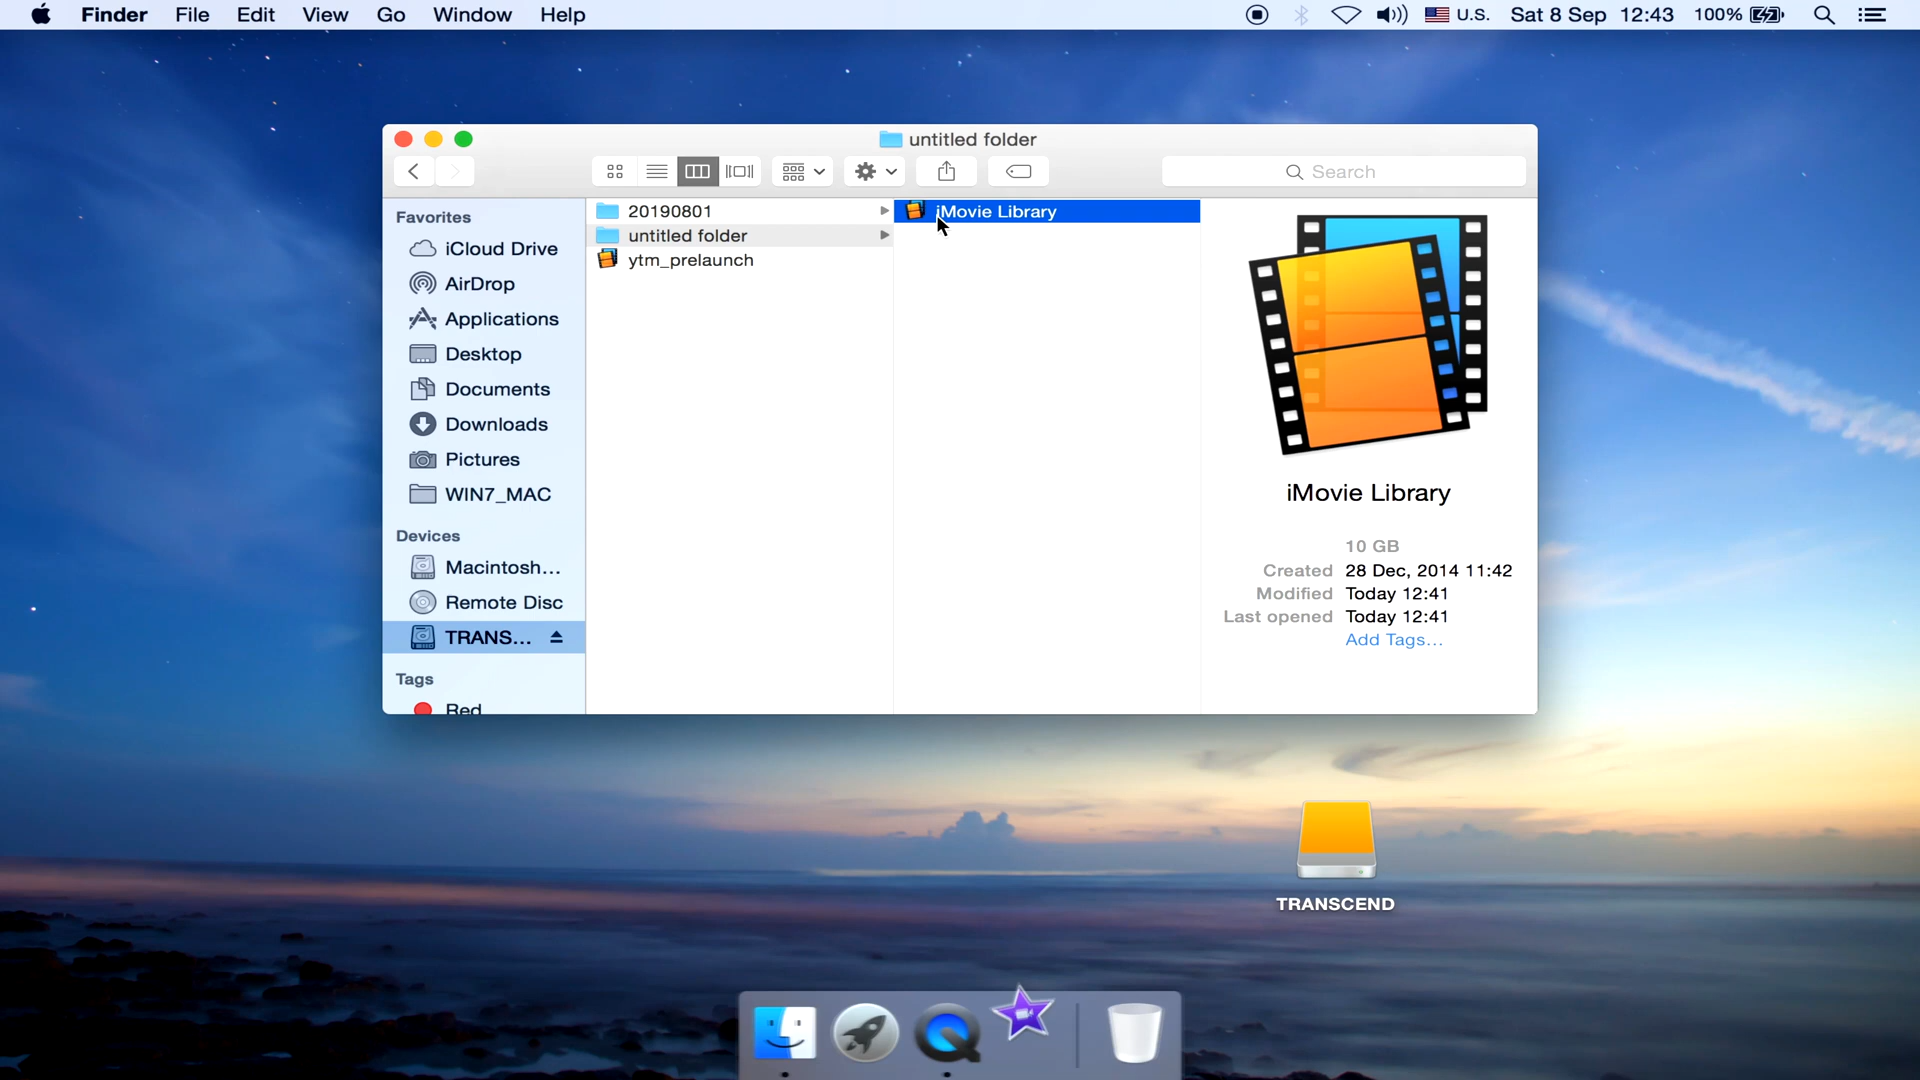 Finder File Edit View Go Window Help U.S. Sat 8 Sep 12:43 100%
untitled folder
Search
Favorites
iCloud Drive
AirDrop
Applications
Desktop
Documents
Downloads
Pictures
WIN7_MAC
Devices
Macintosh...
Remote Disc
TRANS...
Tags
Red
20190801
untitled folder
ytm_prelaunch
iMovie Library
iMovie Library
10 GB
Created 28 Dec, 2014 11:42
Modified Today 12:41
Last opened Today 12:41
Add Tags...
TRANSCEND